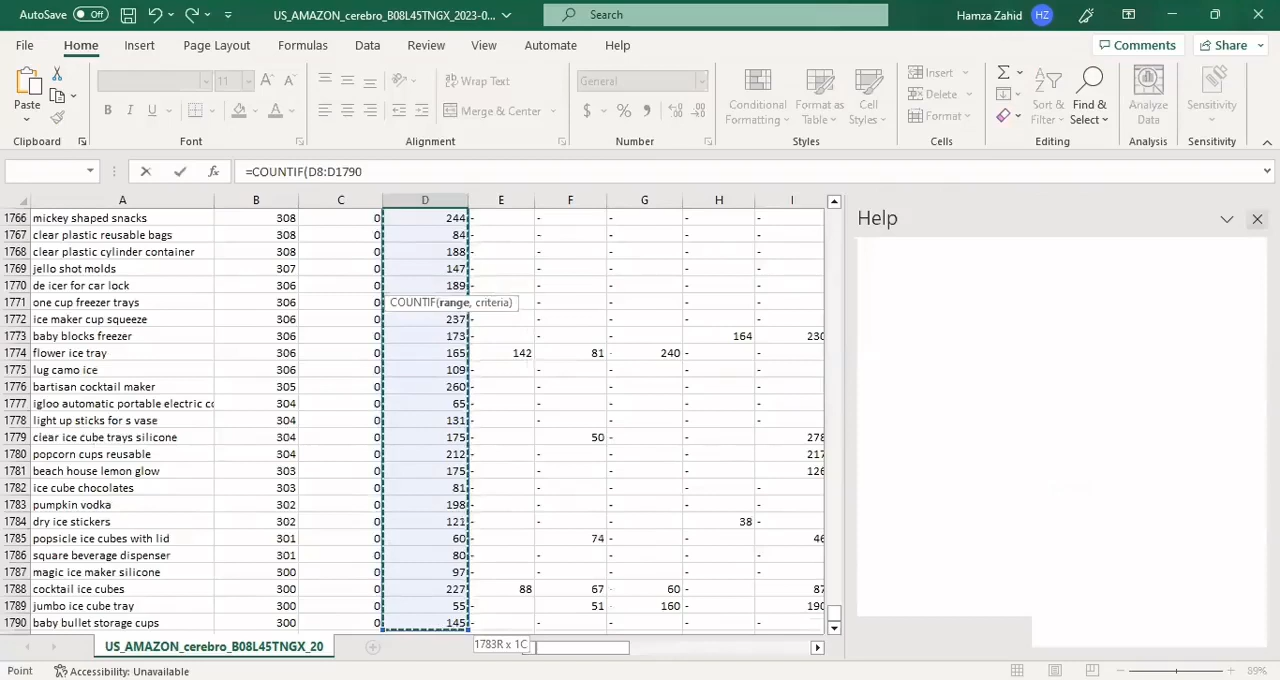 AutoSave Off US_AMAZON_cerebro_B08L45TNGX_2023-0... Search Hamza Zahid HZ
File Home Insert Page Layout Formulas Data Review View Automate Help Comments Share
Paste 11 A A Wrap Text General Conditional Formatting Format as Table Cell Styles Insert Delete Format Sort & Filter Find & Select Analyze Data Sensitivity
B I U A Merge & Center $ %
Clipboard Font Alignment Number Styles Cells Editing Analysis Sensitivity
fx =COUNTIF(D8:D1790
A B C D E F G H I
1766 mickey shaped snacks 308 0 244 - - - - -
1767 clear plastic reusable bags 308 0 84 - - - - -
1768 clear plastic cylinder container 308 0 188 - - - - -
1769 jello shot molds 307 0 147 - - - - -
1770 de icer for car lock 306 0 189 - - - - -
1771 one cup freezer trays 306 0 COUNTIF(range, criteria) - - - -
1772 ice maker cup squeeze 306 0 237 - - - - -
1773 baby blocks freezer 306 0 173 - - - 164 230
1774 flower ice tray 306 0 165 142 81 240 - -
1775 lug camo ice 306 0 109 - - - - -
1776 bartisan cocktail maker 305 0 260 - - - - -
1777 igloo automatic portable electric co 304 0 65 - - - - -
1778 light up sticks for s vase 304 0 131 - - - - -
1779 clear ice cube trays silicone 304 0 175 - 50 - - 278
1780 popcorn cups reusable 304 0 212 - - - - 217
1781 beach house lemon glow 303 0 175 - - - - 126
1782 ice cube chocolates 303 0 81 - - - - -
1783 pumpkin vodka 302 0 198 - - - - -
1784 dry ice stickers 302 0 121 - - - 38 -
1785 popsicle ice cubes with lid 301 0 60 - 74 - - 46
1786 square beverage dispenser 301 0 80 - - - - -
1787 magic ice maker silicone 300 0 97 - - - - -
1788 cocktail ice cubes 300 0 227 88 67 60 - 87
1789 jumbo ice cube tray 300 0 55 - 51 160 - 190
1790 baby bullet storage cups 300 0 145 - - - - -
1783R x 1C
US_AMAZON_cerebro_B08L45TNGX_20
Point Accessibility: Unavailable 89%
Help